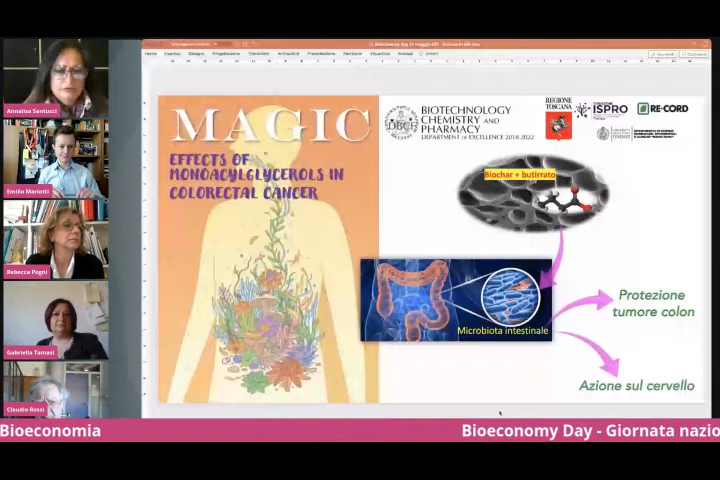 Annalisa Santucci
Emilio Mariotti
Rebecca Pogni
Gabriella Tamasi
Claudio Rossi
MAGIC
EFFECTS OF
MONOACYLGLYCEROLS IN
COLORECTAL CANCER
DBCF
BIOTECHNOLOGY
CHEMISTRY AND
PHARMACY
DEPARTMENT OF EXCELLENCE 2018-2022
REGIONE
TOSCANA
ISPRO
RE-CORD
Biochar + butirrato
Microbiota intestinale
Protezione
tumore colon
Azione sul cervello
Bioeconomia
Bioeconomy Day - Giornata nazio